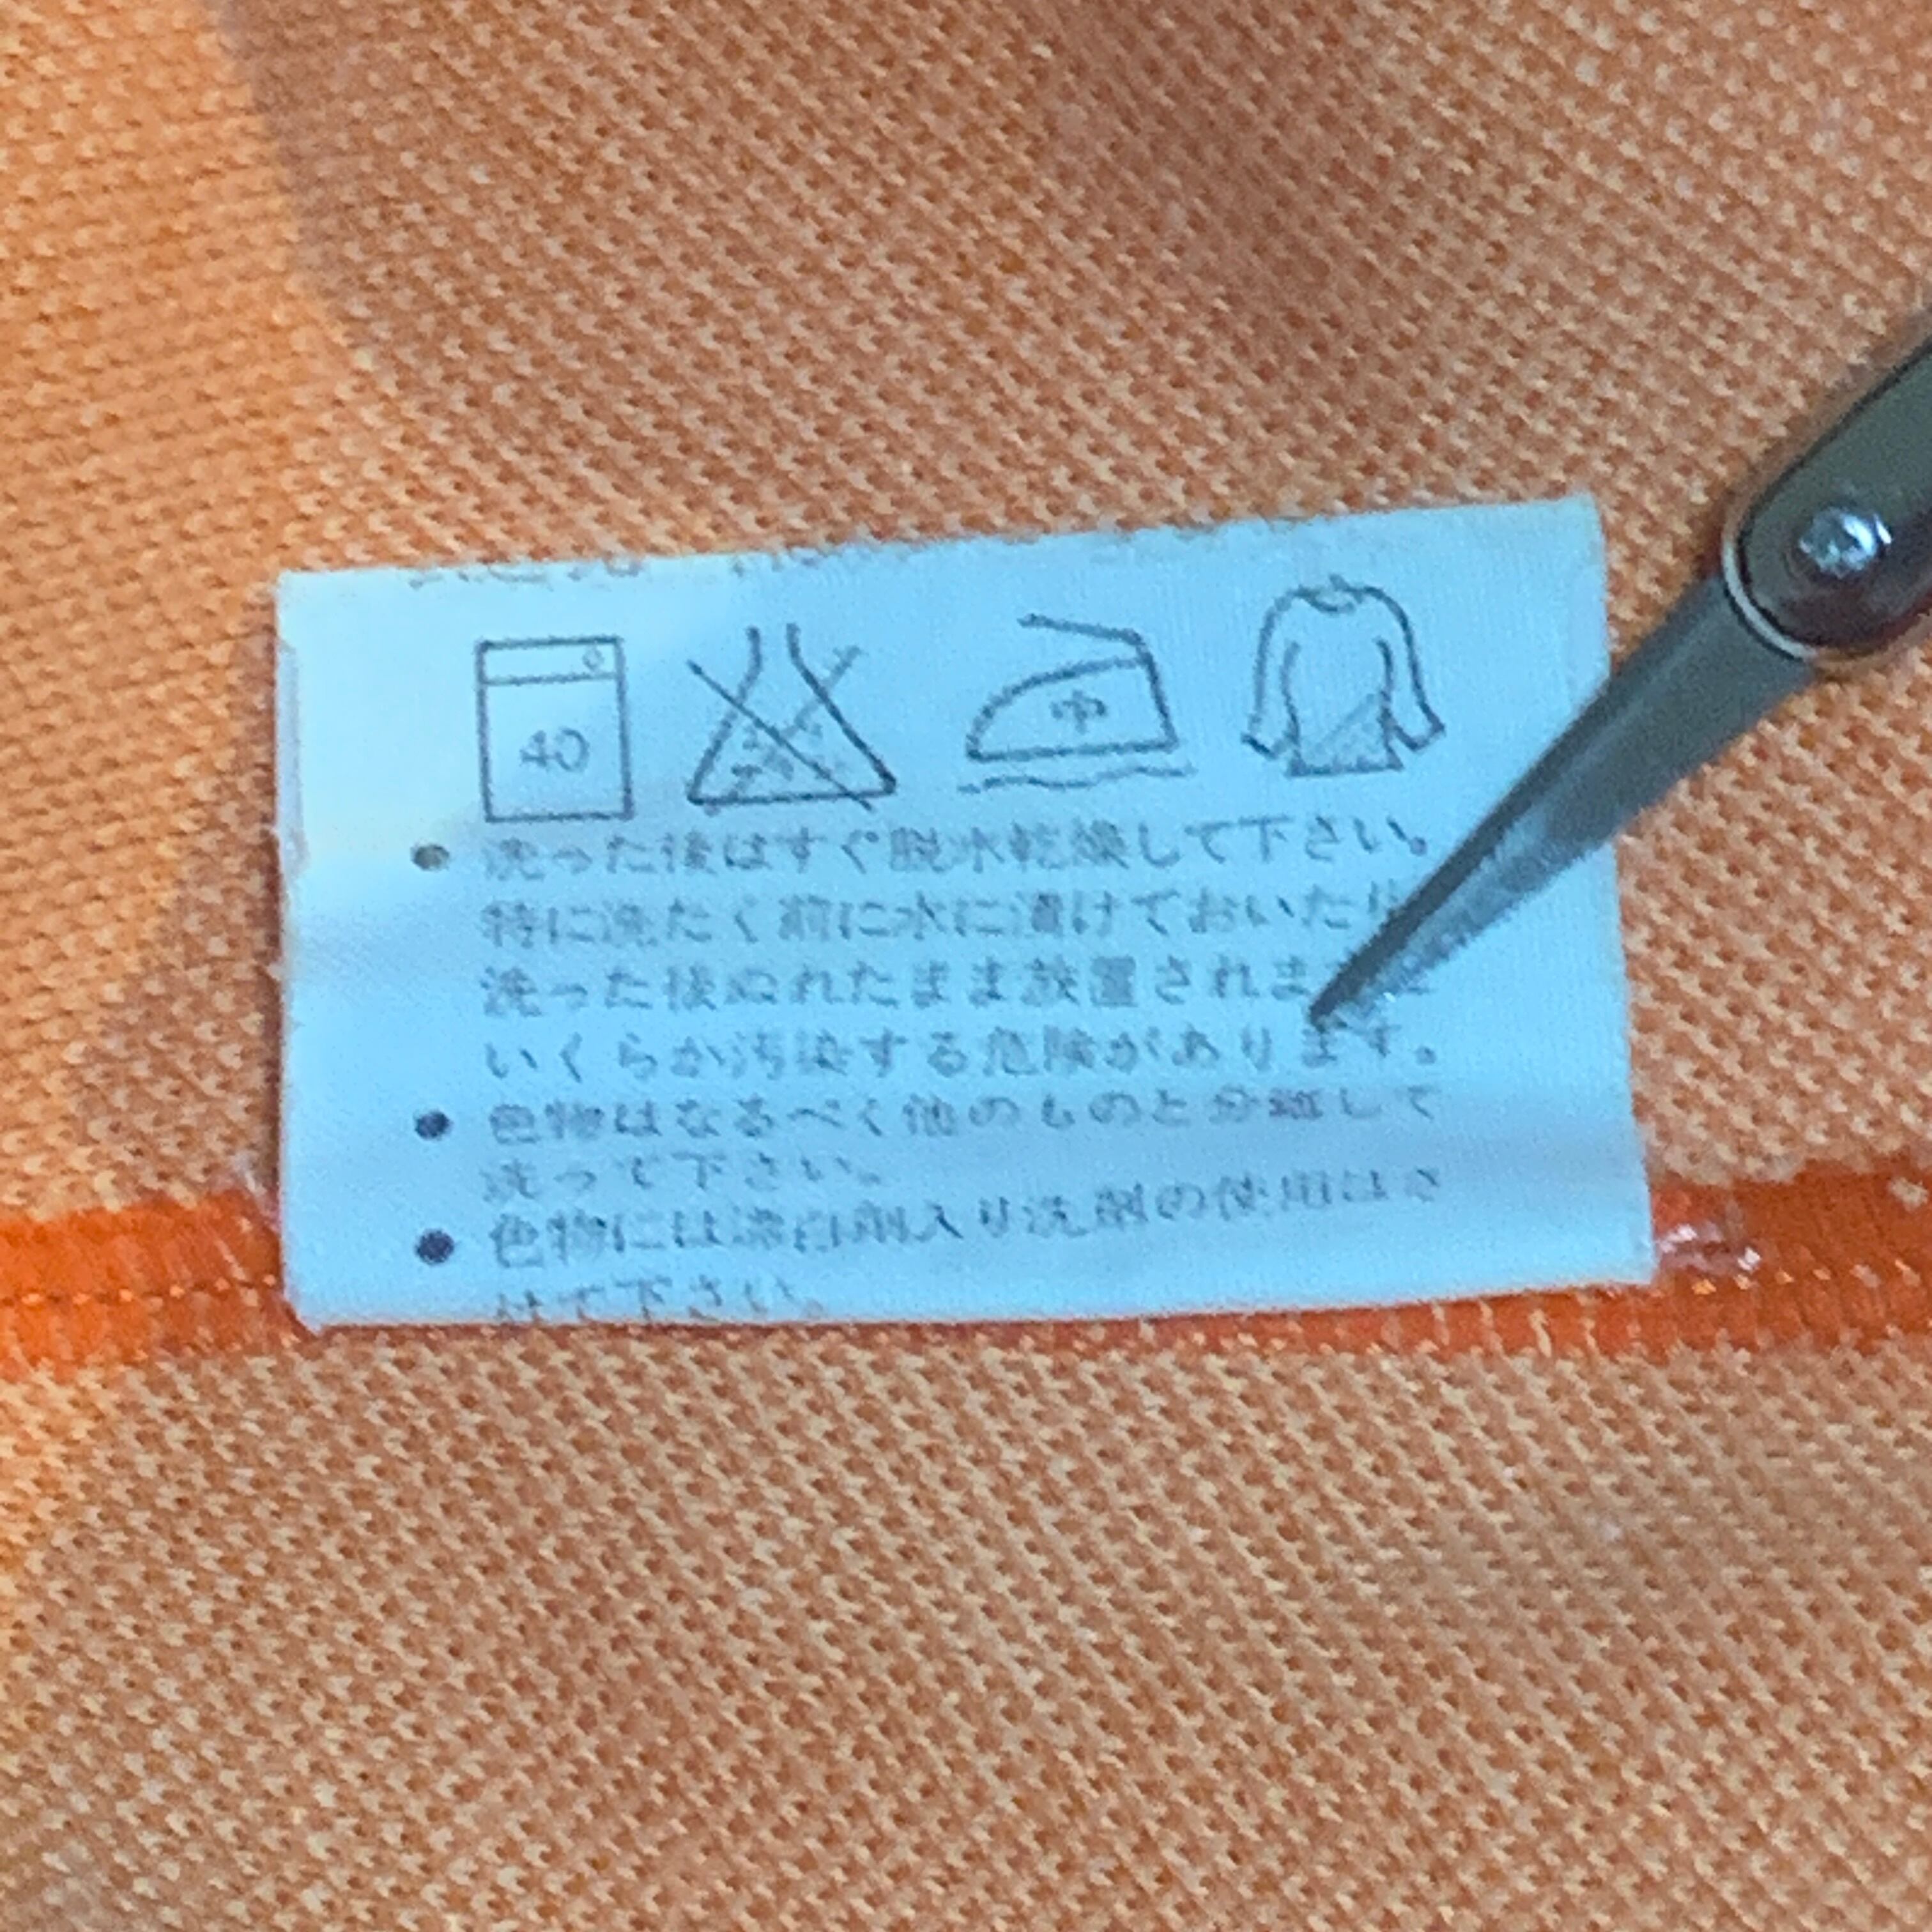 40
中
● 洗った後はすぐ脱水乾燥して下さい。
特に洗たく前に水に漬けておいたり
洗った後ぬれたまま放置されま
いくらか汚染する危険があります。
● 色物はなるべく他のものと分離して
洗って下さい。
● 色物には漂白剤入り洗剤の使用はさ
けて下さい。